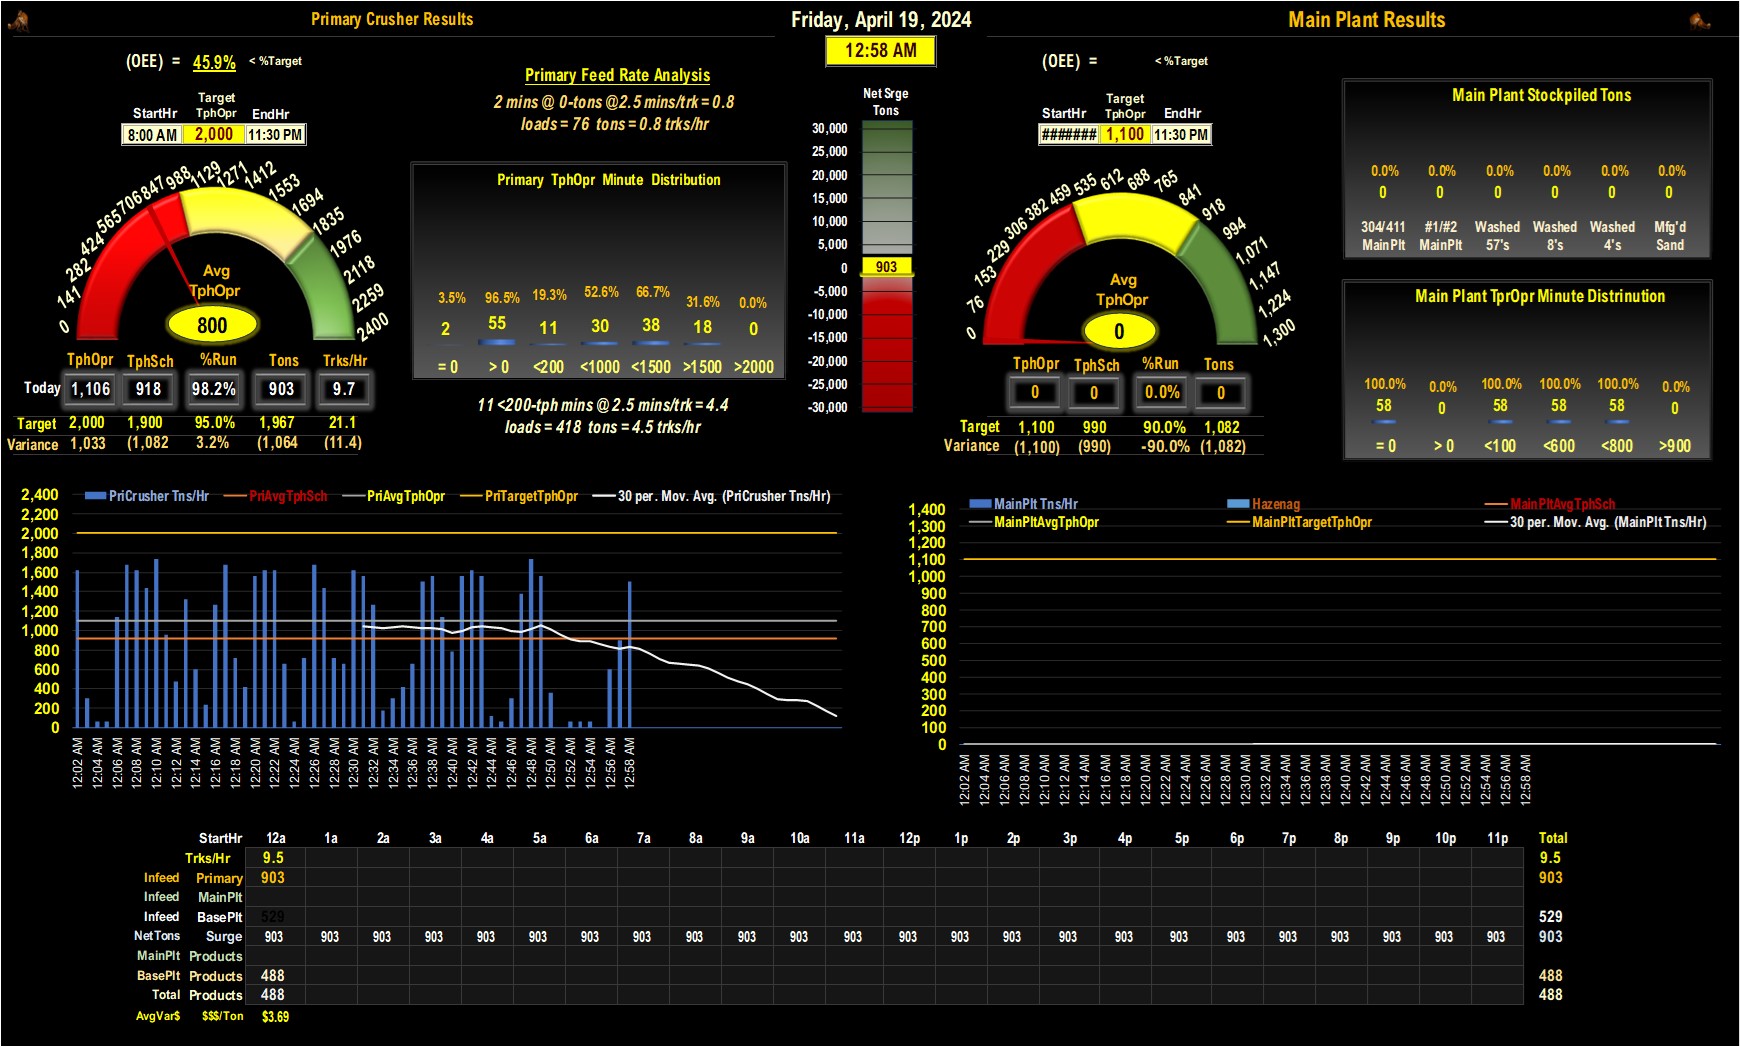 Primary Crusher Results
Friday, April 19, 2024
Main Plant Results
12:58 AM
(OEE) = 45.9% < %Target
StartHr Target TphOpr EndHr
8:00 AM 2,000 11:30 PM
0 141 282 424 565 706 847 988 1129 1271 1412 1553 1694 1835 1976 2118 2259 2400
Avg
TphOpr
800
TphOpr TphSch %Run Tons Trks/Hr
Today 1,106 918 98.2% 903 9.7
Target 2,000 1,900 95.0% 1,967 21.1
Variance 1,033 (1,082 3.2% (1,064 (11.4)
Primary Feed Rate Analysis
2 mins @ 0-tons @2.5 mins/trk = 0.8
loads = 76 tons = 0.8 trks/hr
Primary TphOpr Minute Distribution
3.5% 96.5% 19.3% 52.6% 66.7% 31.6% 0.0%
2 55 11 30 38 18 0
= 0 > 0 <200 <1000 <1500 >1500 >2000
11 <200-tph mins @ 2.5 mins/trk = 4.4
loads = 418 tons = 4.5 trks/hr
Net Srge
Tons
30,000
25,000
20,000
15,000
10,000
5,000
0
903
-5,000
-10,000
-15,000
-20,000
-25,000
-30,000
(OEE) = < %Target
StartHr Target TphOpr EndHr
####### 1,100 11:30 PM
0 76 153 229 306 382 459 535 612 688 765 841 918 994 1,071 1,147 1,224 1,300
Avg
TphOpr
0
TphOpr TphSch %Run Tons
0 0 0.0% 0
Target 1,100 990 90.0% 1,082
Variance (1,100) (990) -90.0% (1,082)
Main Plant Stockpiled Tons
0.0% 0.0% 0.0% 0.0% 0.0% 0.0%
0 0 0 0 0 0
304/411 #1/#2 Washed Washed Washed Mfg'd
MainPlt MainPlt 57's 8's 4's Sand
Main Plant TprOpr Minute Distrinution
100.0% 0.0% 100.0% 100.0% 100.0% 0.0%
58 0 58 58 58 0
= 0 > 0 <100 <600 <800 >900
PriCrusher Tns/Hr PriAvgTphSch PriAvgTphOpr PriTargetTphOpr 30 per. Mov. Avg. (PriCrusher Tns/Hr)
2,400
2,200
2,000
1,800
1,600
1,400
1,200
1,000
800
600
400
200
0
12:02 AM 12:04 AM 12:06 AM 12:08 AM 12:10 AM 12:12 AM 12:14 AM 12:16 AM 12:18 AM 12:20 AM 12:22 AM 12:24 AM 12:26 AM 12:28 AM 12:30 AM 12:32 AM 12:34 AM 12:36 AM 12:38 AM 12:40 AM 12:42 AM 12:44 AM 12:46 AM 12:48 AM 12:50 AM 12:52 AM 12:54 AM 12:56 AM 12:58 AM
MainPlt Tns/Hr Hazenag MainPltAvgTphSch
MainPltAvgTphOpr MainPltTargetTphOpr 30 per. Mov. Avg. (MainPlt Tns/Hr)
1,400
1,300
1,200
1,100
1,000
900
800
700
600
500
400
300
200
100
0
12:02 AM 12:04 AM 12:06 AM 12:08 AM 12:10 AM 12:12 AM 12:14 AM 12:16 AM 12:18 AM 12:20 AM 12:22 AM 12:24 AM 12:26 AM 12:28 AM 12:30 AM 12:32 AM 12:34 AM 12:36 AM 12:38 AM 12:40 AM 12:42 AM 12:44 AM 12:46 AM 12:48 AM 12:50 AM 12:52 AM 12:54 AM 12:56 AM 12:58 AM
StartHr 12a 1a 2a 3a 4a 5a 6a 7a 8a 9a 10a 11a 12p 1p 2p 3p 4p 5p 6p 7p 8p 9p 10p 11p Total
Trks/Hr 9.5 9.5
Infeed Primary 903 903
Infeed MainPlt
Infeed BasePlt 529 529
NetTons Surge 903 903 903 903 903 903 903 903 903 903 903 903 903 903 903 903 903 903 903 903 903 903 903 903 903
MainPlt Products
BasePlt Products 488 488
Total Products 488 488
AvgVar$ $$$/Ton $3.69